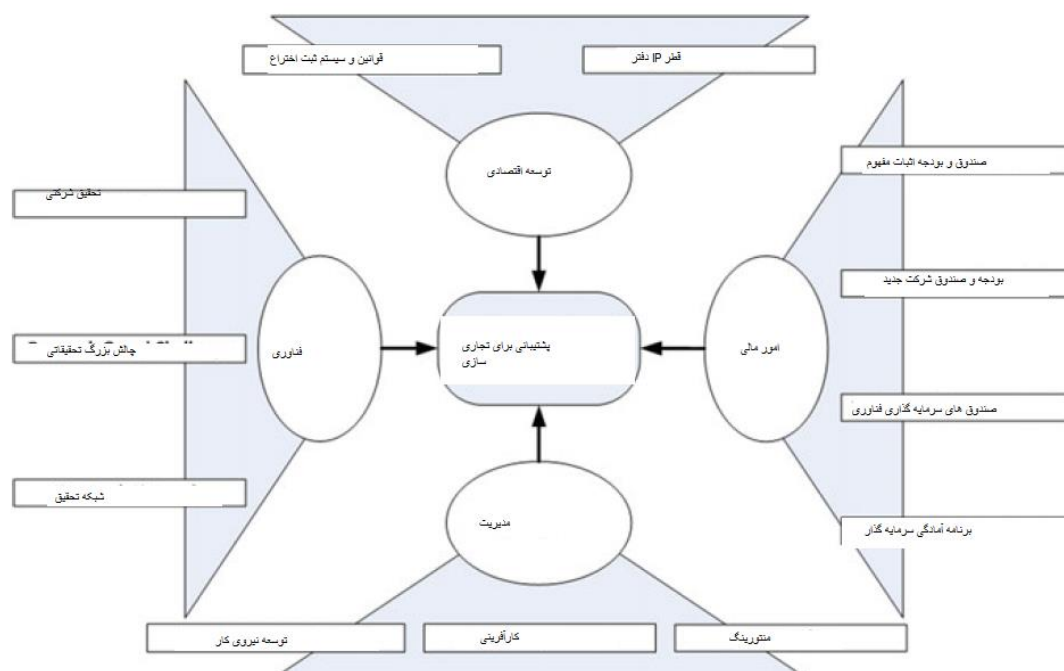 قوانین و سیستم ثبت اختراع
دفتر IP قطر
توسعه اقتصادی
صندوق و بودجه اثبات مفهوم
تحقیق شرکتی
بودجه و صندوق شرکت جدید
چالش بزرگ تحقیقاتی
فناوری
پشتیبانی برای تجاری
سازی
امور مالی
صندوق های سرمایه گذاری فناوری
شبکه تحقیق
مدیریت
برنامه آمادگی سرمایه گذار
توسعه نیروی کار
کارآفرینی
منتورینگ